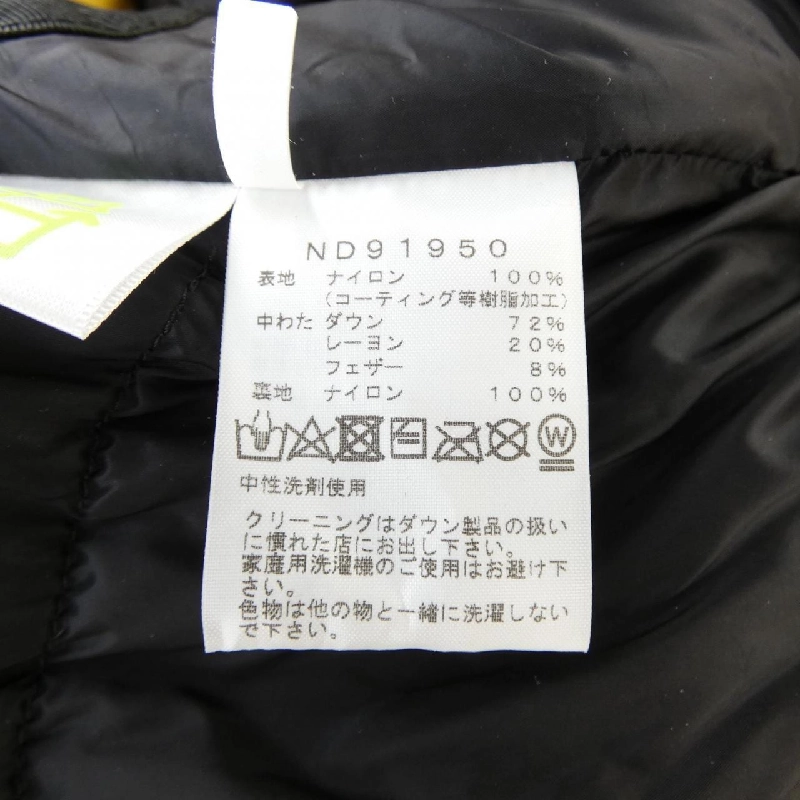 ND91950
表地 ナイロン 100%
(コーティング等樹脂加工)
中わた ダウン 72%
レーヨン 20%
フェザー 8%
裏地 ナイロン 100%
W
中性洗剤使用
クリーニングはダウン製品の扱い
に慣れた店にお出し下さい。
家庭用洗濯機のご使用はお避け下
さい。
色物は他の物と一緒に洗濯しない
で下さい。